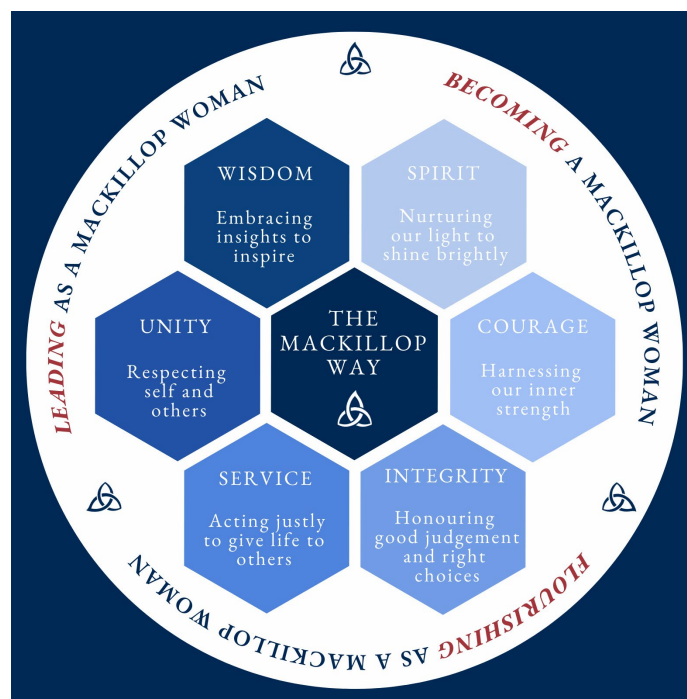 BECOMING A MACKILLOP WOMAN
FLOURISHING AS A MACKILLOP WOMAN
LEADING AS A MACKILLOP WOMAN
WISDOM
Embracing
insights to
inspire
SPIRIT
Nurturing
our light to
shine brightly
UNITY
Respecting
self and
others
THE
MACKILLOP
WAY
COURAGE
Harnessing
our inner
strength
SERVICE
Acting justly
to give life to
others
INTEGRITY
Honouring
good judgement
and right
choices